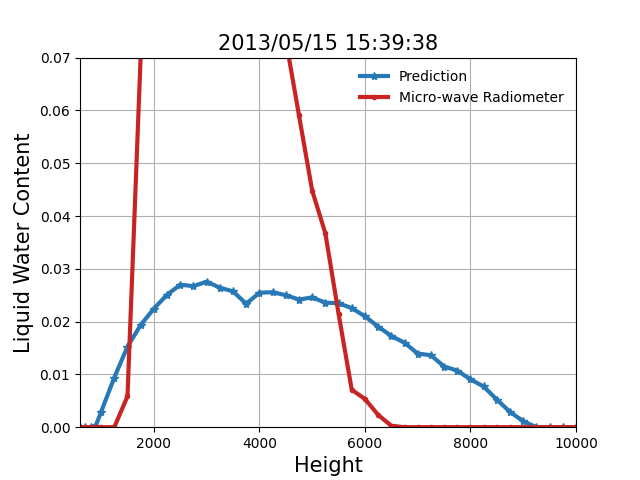 2013/05/15 15:39:38
Prediction
Micro-wave Radiometer
Liquid Water Content
0.07
0.06
0.05
0.04
0.03
0.02
0.01
0.00
2000 4000 6000 8000 10000
Height